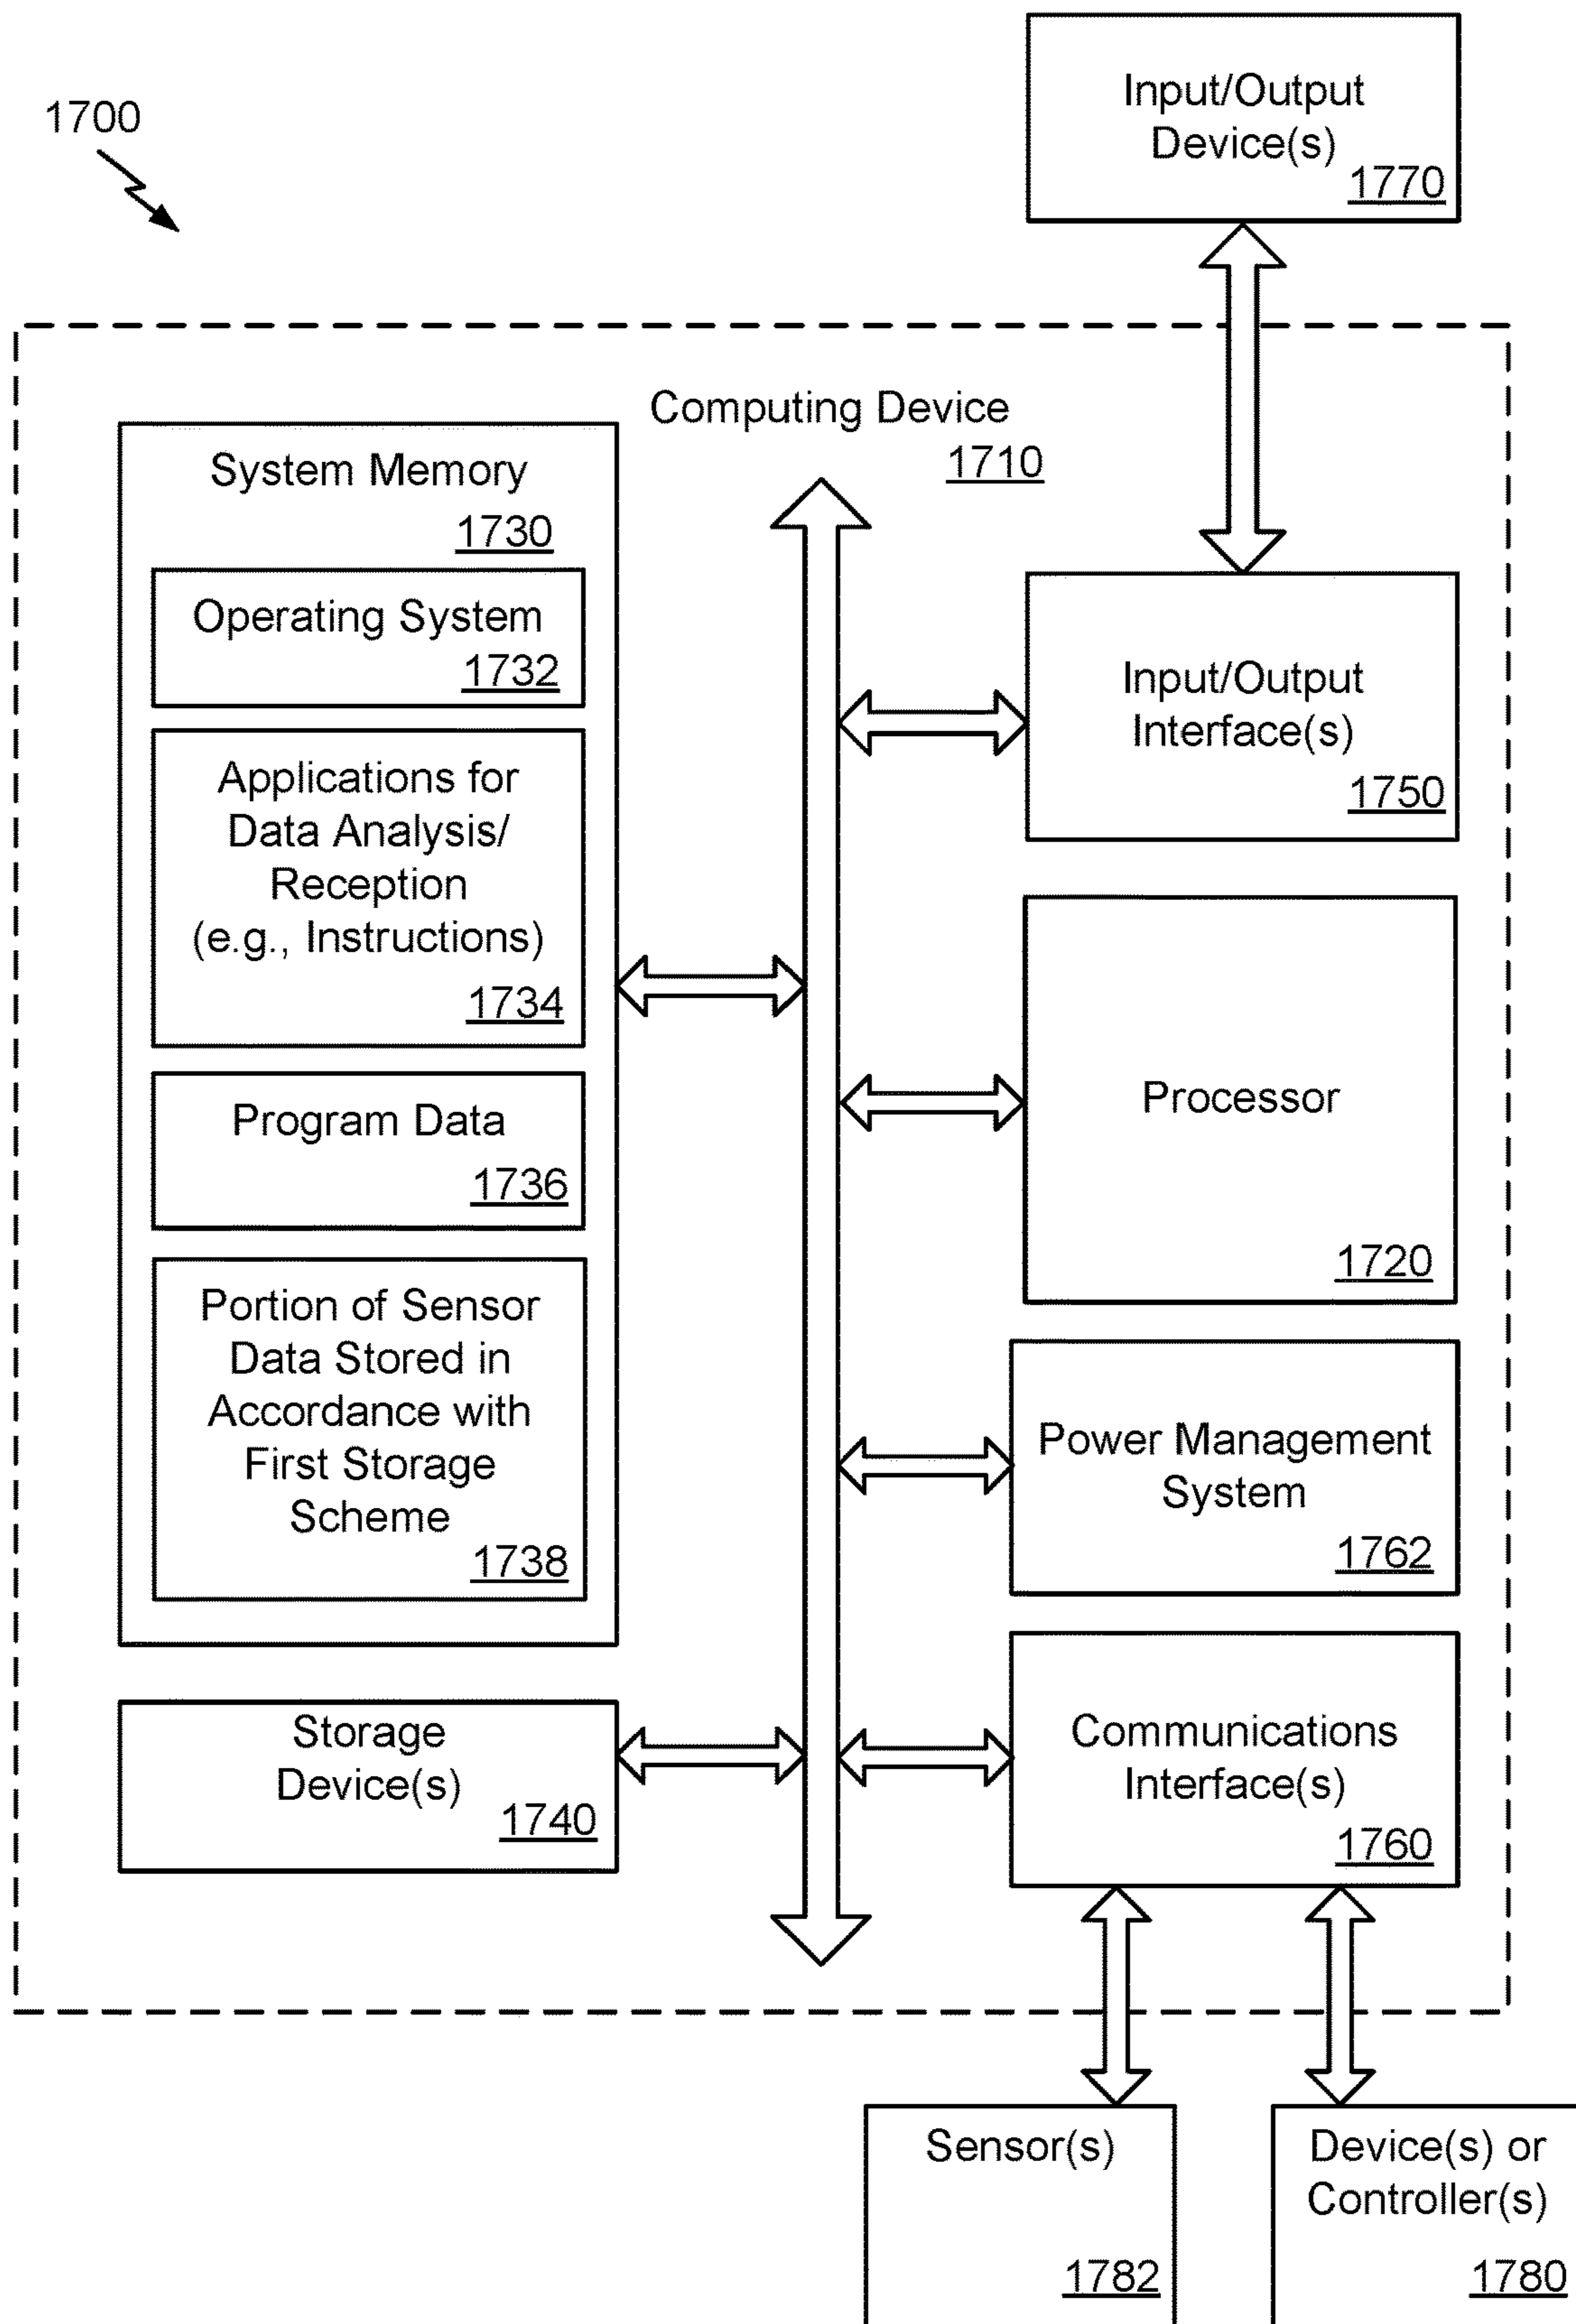 1700
Input/Output
Device(s)
1770
Computing Device
1710
System Memory
1730
Operating System
1732
Applications for
Data Analysis/
Reception
(e.g., Instructions)
1734
Program Data
1736
Portion of Sensor
Data Stored in
Accordance with
First Storage
Scheme
1738
Storage
Device(s)
1740
Input/Output
Interface(s)
1750
Processor
1720
Power Management
System
1762
Communications
Interface(s)
1760
Sensor(s)
1782
Device(s) or
Controller(s)
1780